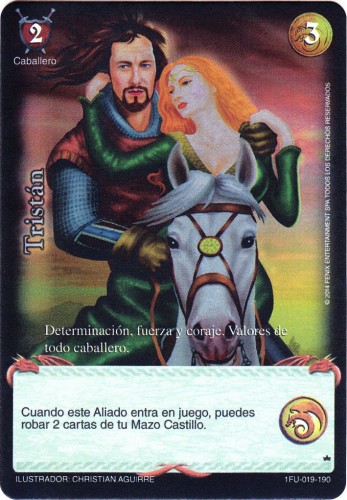 2
3
Caballero
Tristán
© 2014 FENIX ENTERTAINMENT SPA TODOS LOS DERECHOS RESERVADOS
Determinación, fuerza y coraje. Valores de
todo caballero.
Cuando este Aliado entra en juego, puedes
robar 2 cartas de tu Mazo Castillo.
ILUSTRADOR: CHRISTIAN AGUIRRE
1FU-019-190